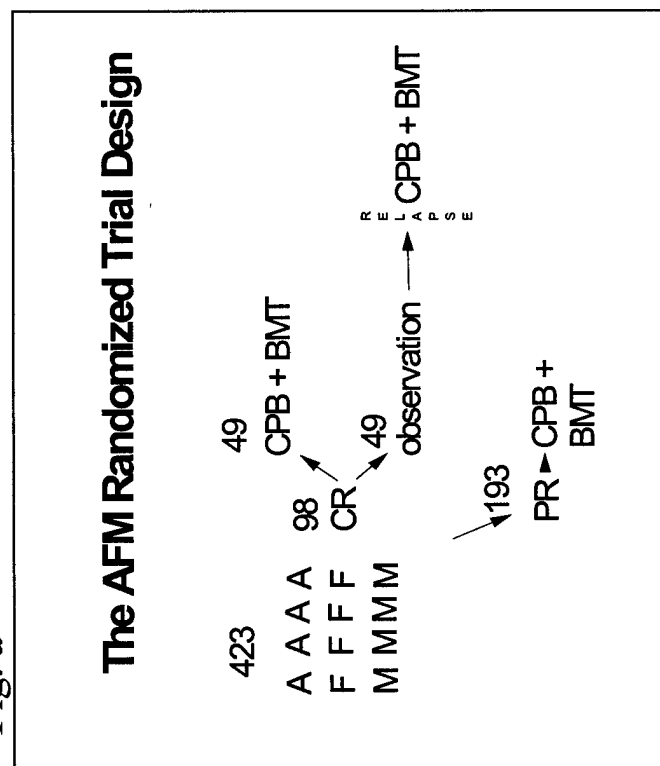 The AFM Randomized Trial Design
423
A A A A
F F F F
M M M M
98
CR
49
CPB + BMT
49
observation
RELAPSE
CPB + BMT
193
PR
CPB +
BMT